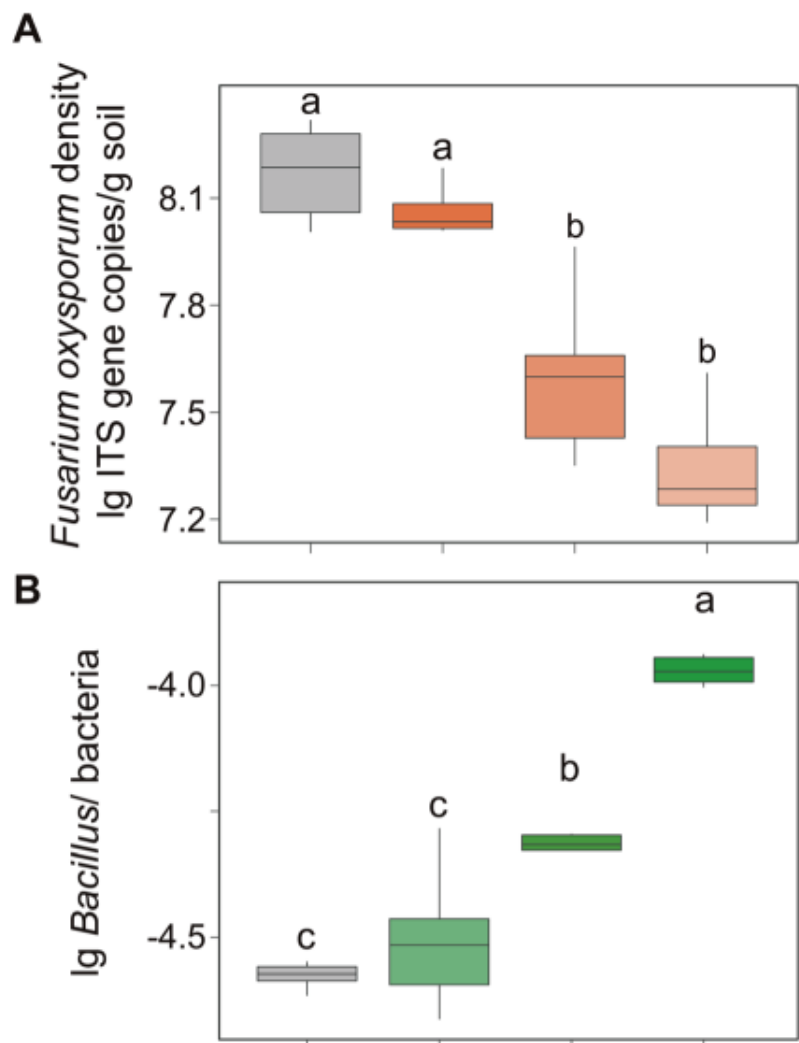 A
Fusarium oxysporum density
lg ITS gene copies/g soil
8.1
7.8
7.5
7.2
a
a
b
b
B
lg Bacillus/ bacteria
-4.0
-4.5
c
c
b
a